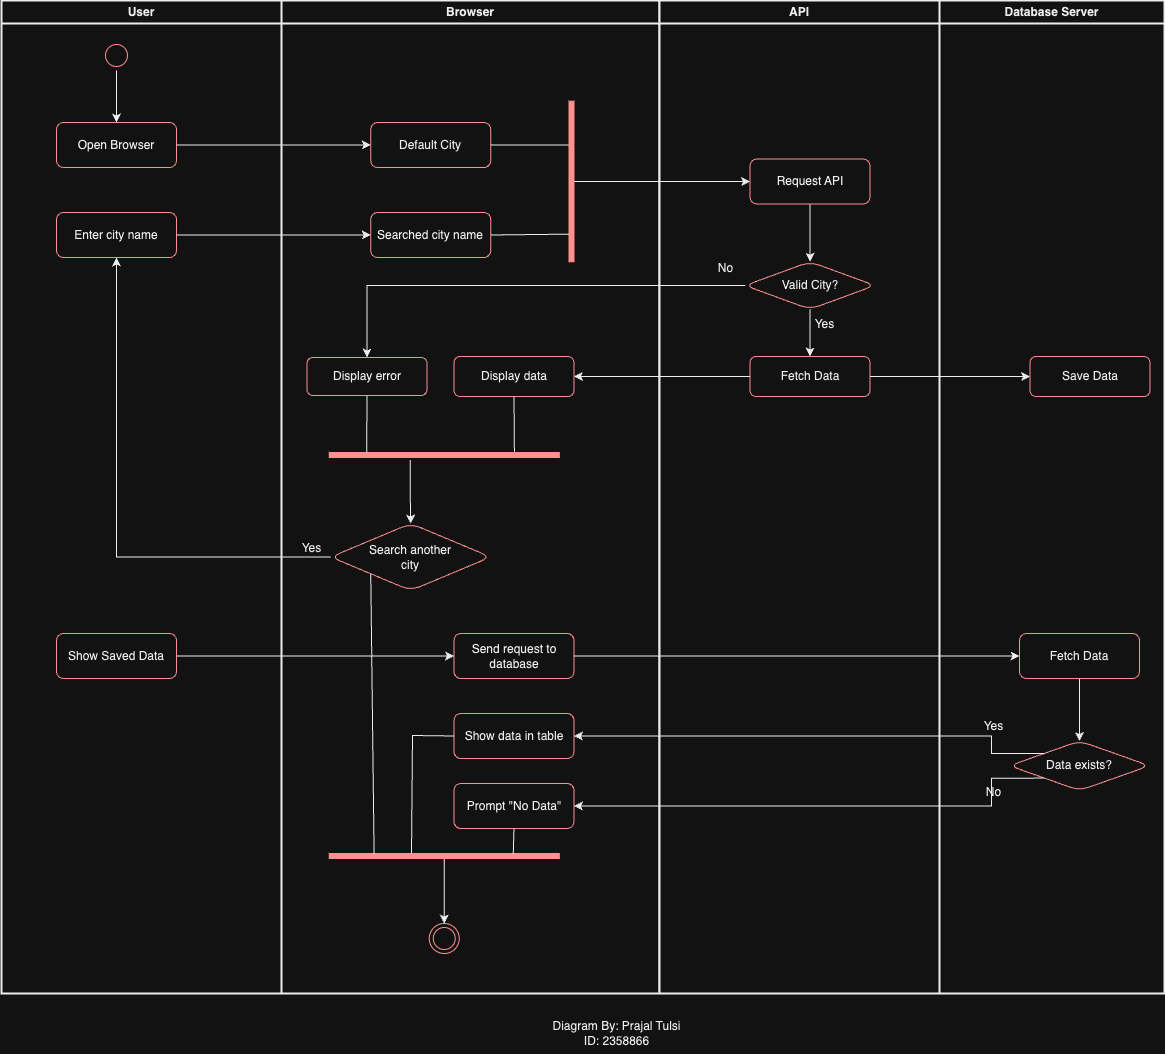 User
Browser
API
Database Server
Open Browser
Default City
Request API
Enter city name
Searched city name
No
Valid City?
Yes
Display error
Display data
Fetch Data
Save Data
Yes
Search another
city
Show Saved Data
Send request to
database
Fetch Data
Yes
Show data in table
Data exists?
No
Prompt "No Data"
Diagram By: Prajal Tulsi
ID: 2358866